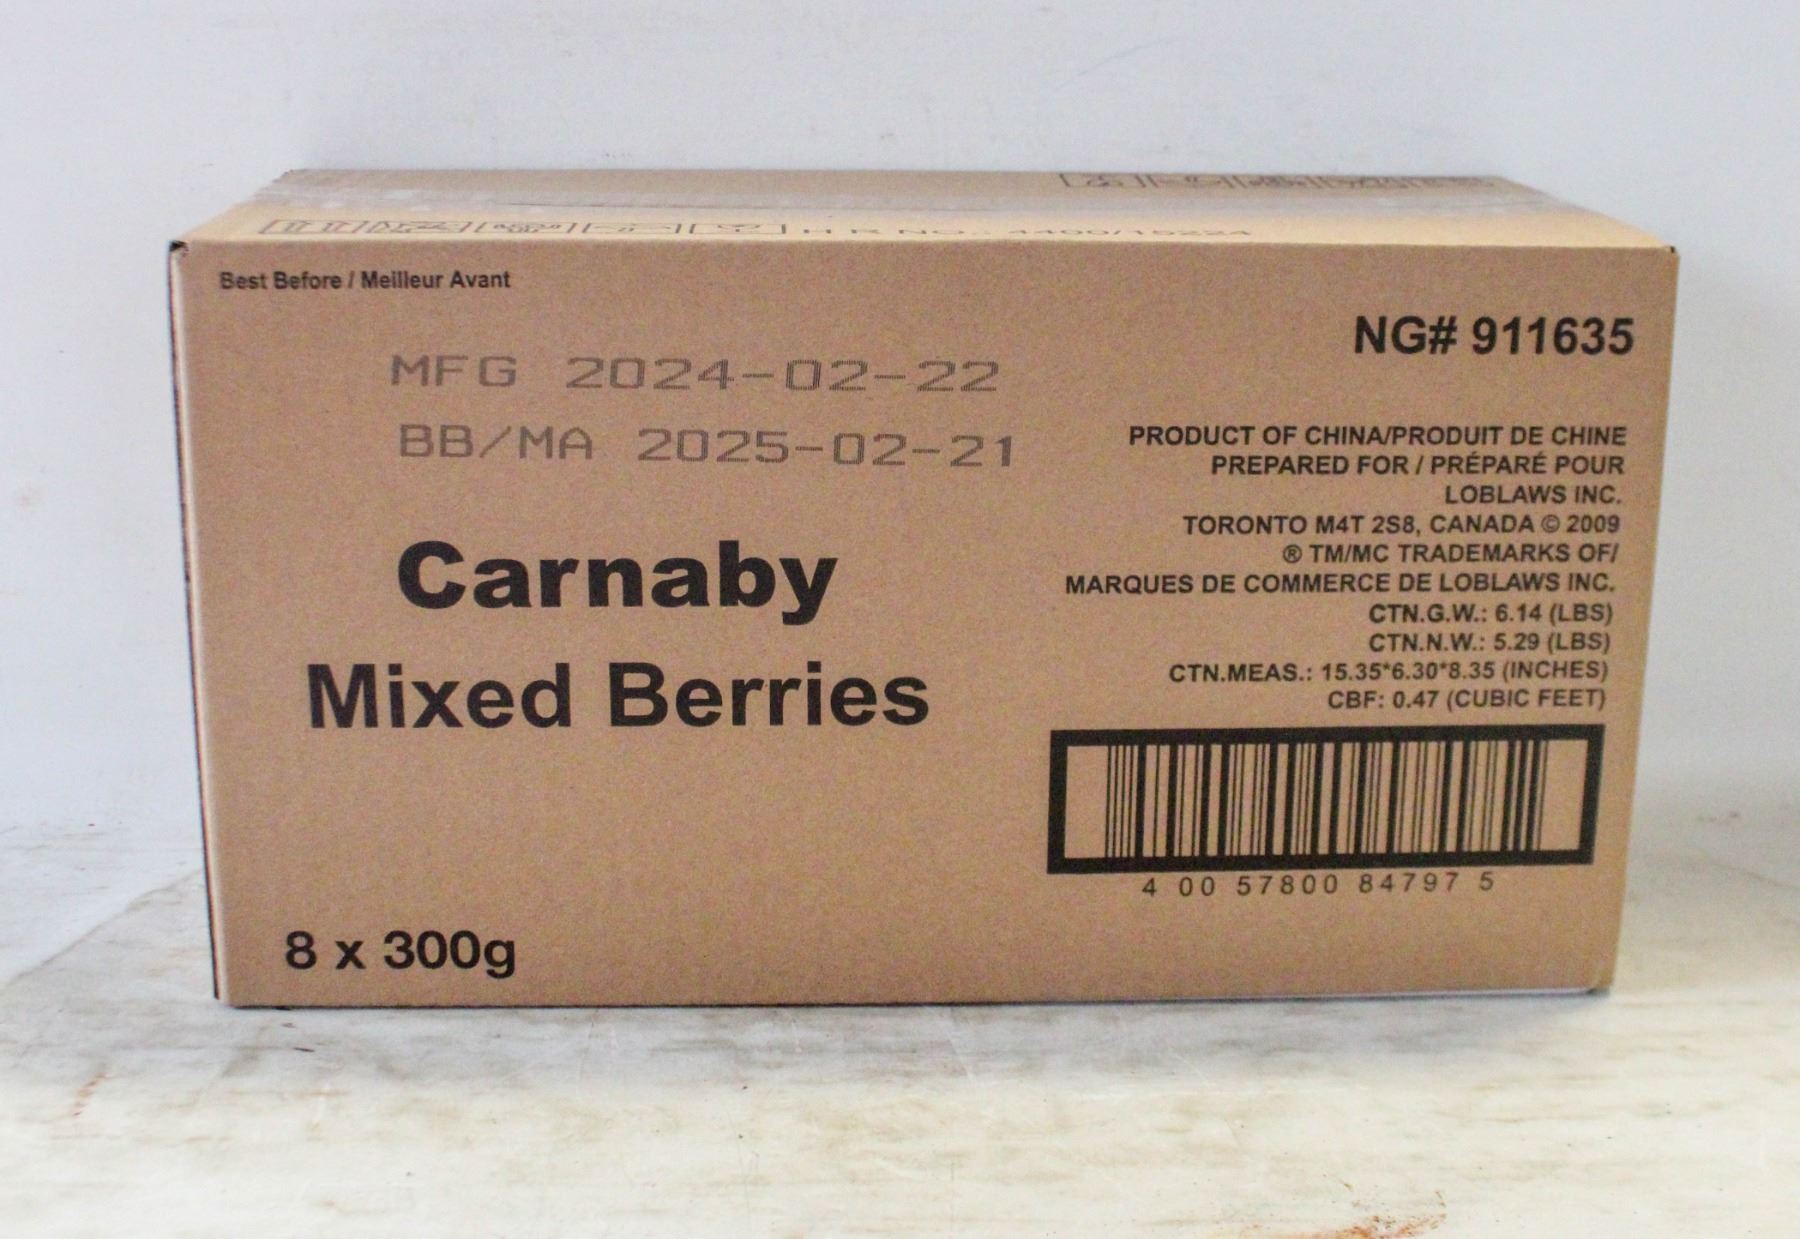 H R NO.: 4400/15224
Best Before / Meilleur Avant
NG# 911635
MFG 2024-02-22
BB/MA 2025-02-21
PRODUCT OF CHINA/PRODUIT DE CHINE
PREPARED FOR / PRÉPARÉ POUR
LOBLAWS INC.
TORONTO M4T 2S8, CANADA © 2009
® TM/MC TRADEMARKS OF/
MARQUES DE COMMERCE DE LOBLAWS INC.
CTN.G.W.: 6.14 (LBS)
CTN.N.W.: 5.29 (LBS)
CTN.MEAS.: 15.35*6.30*8.35 (INCHES)
CBF: 0.47 (CUBIC FEET)
Carnaby
Mixed Berries
4 00 57800 84797 5
8 x 300g